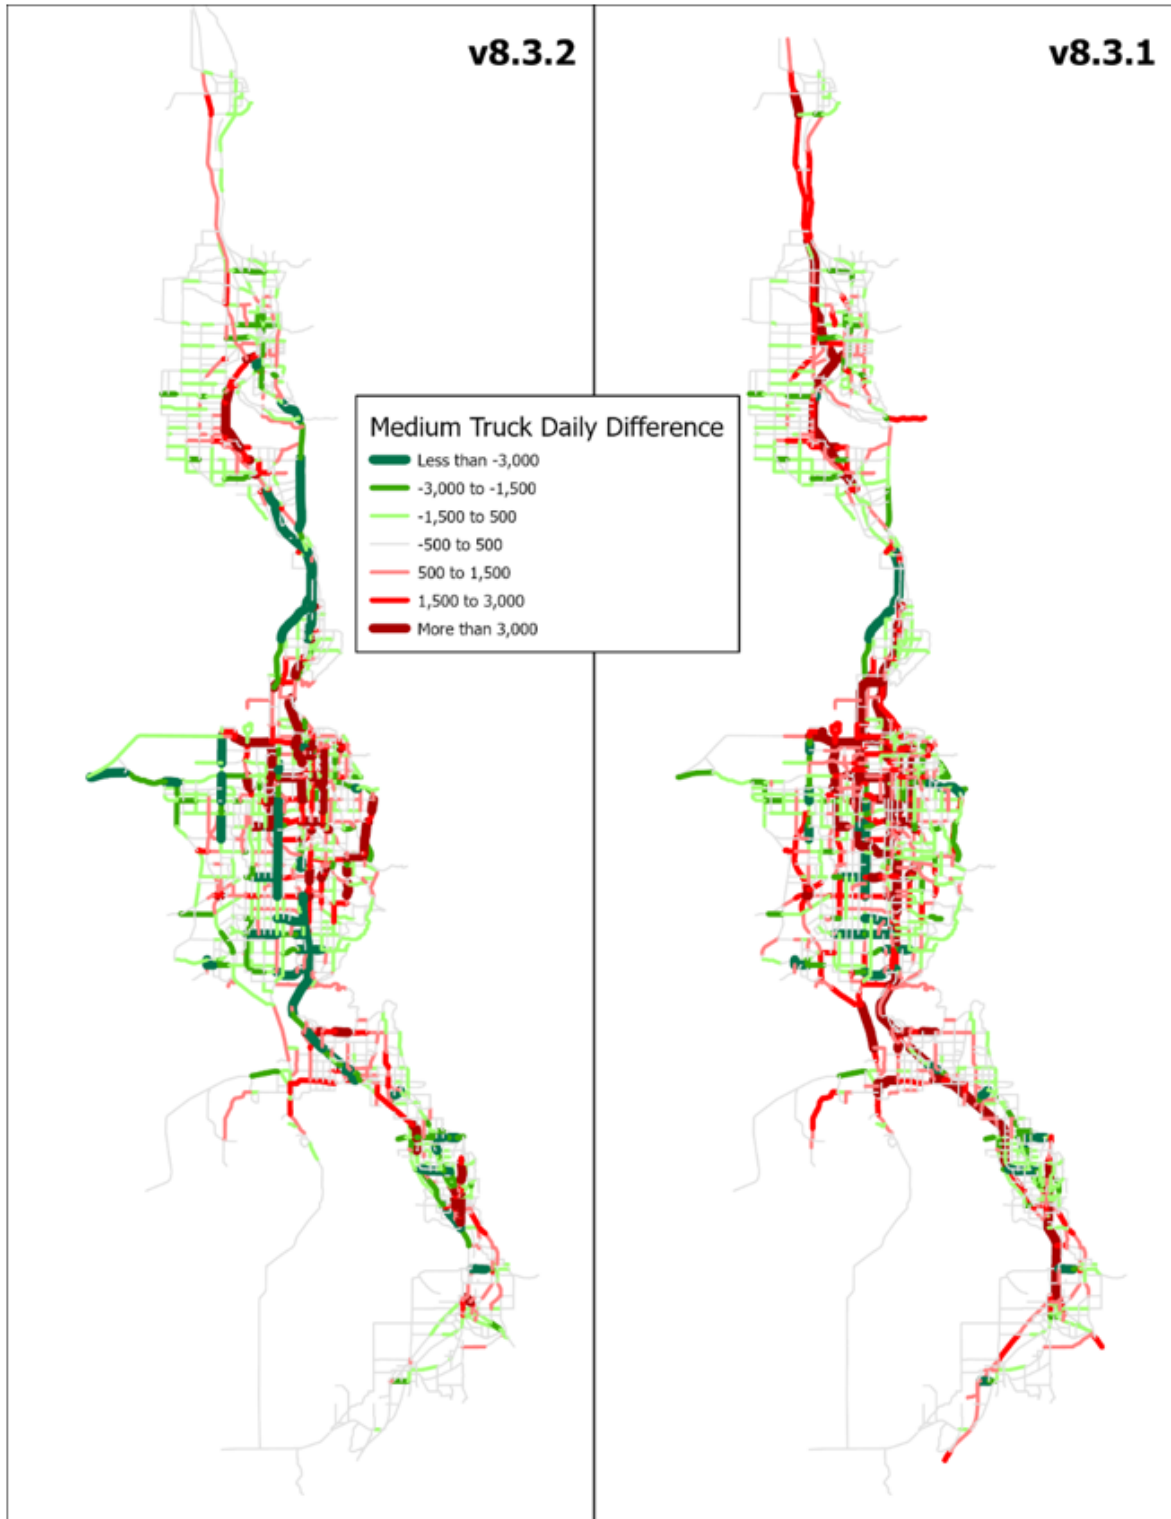 v8.3.2
v8.3.1
Medium Truck Daily Difference
Less than -3,000
-3,000 to -1,500
-1,500 to 500
-500 to 500
500 to 1,500
1,500 to 3,000
More than 3,000